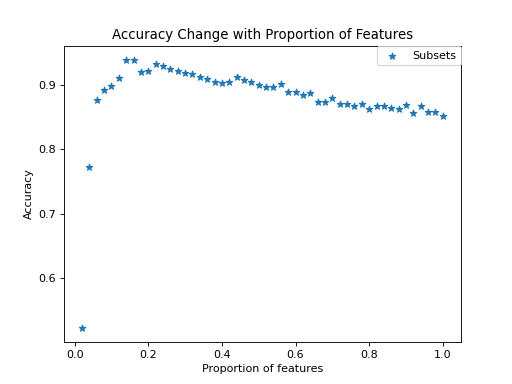 Accuracy Change with Proportion of Features
Subsets
0.9
0.8
0.7
0.6
Accuracy
0.0 0.2 0.4 0.6 0.8 1.0
Proportion of features